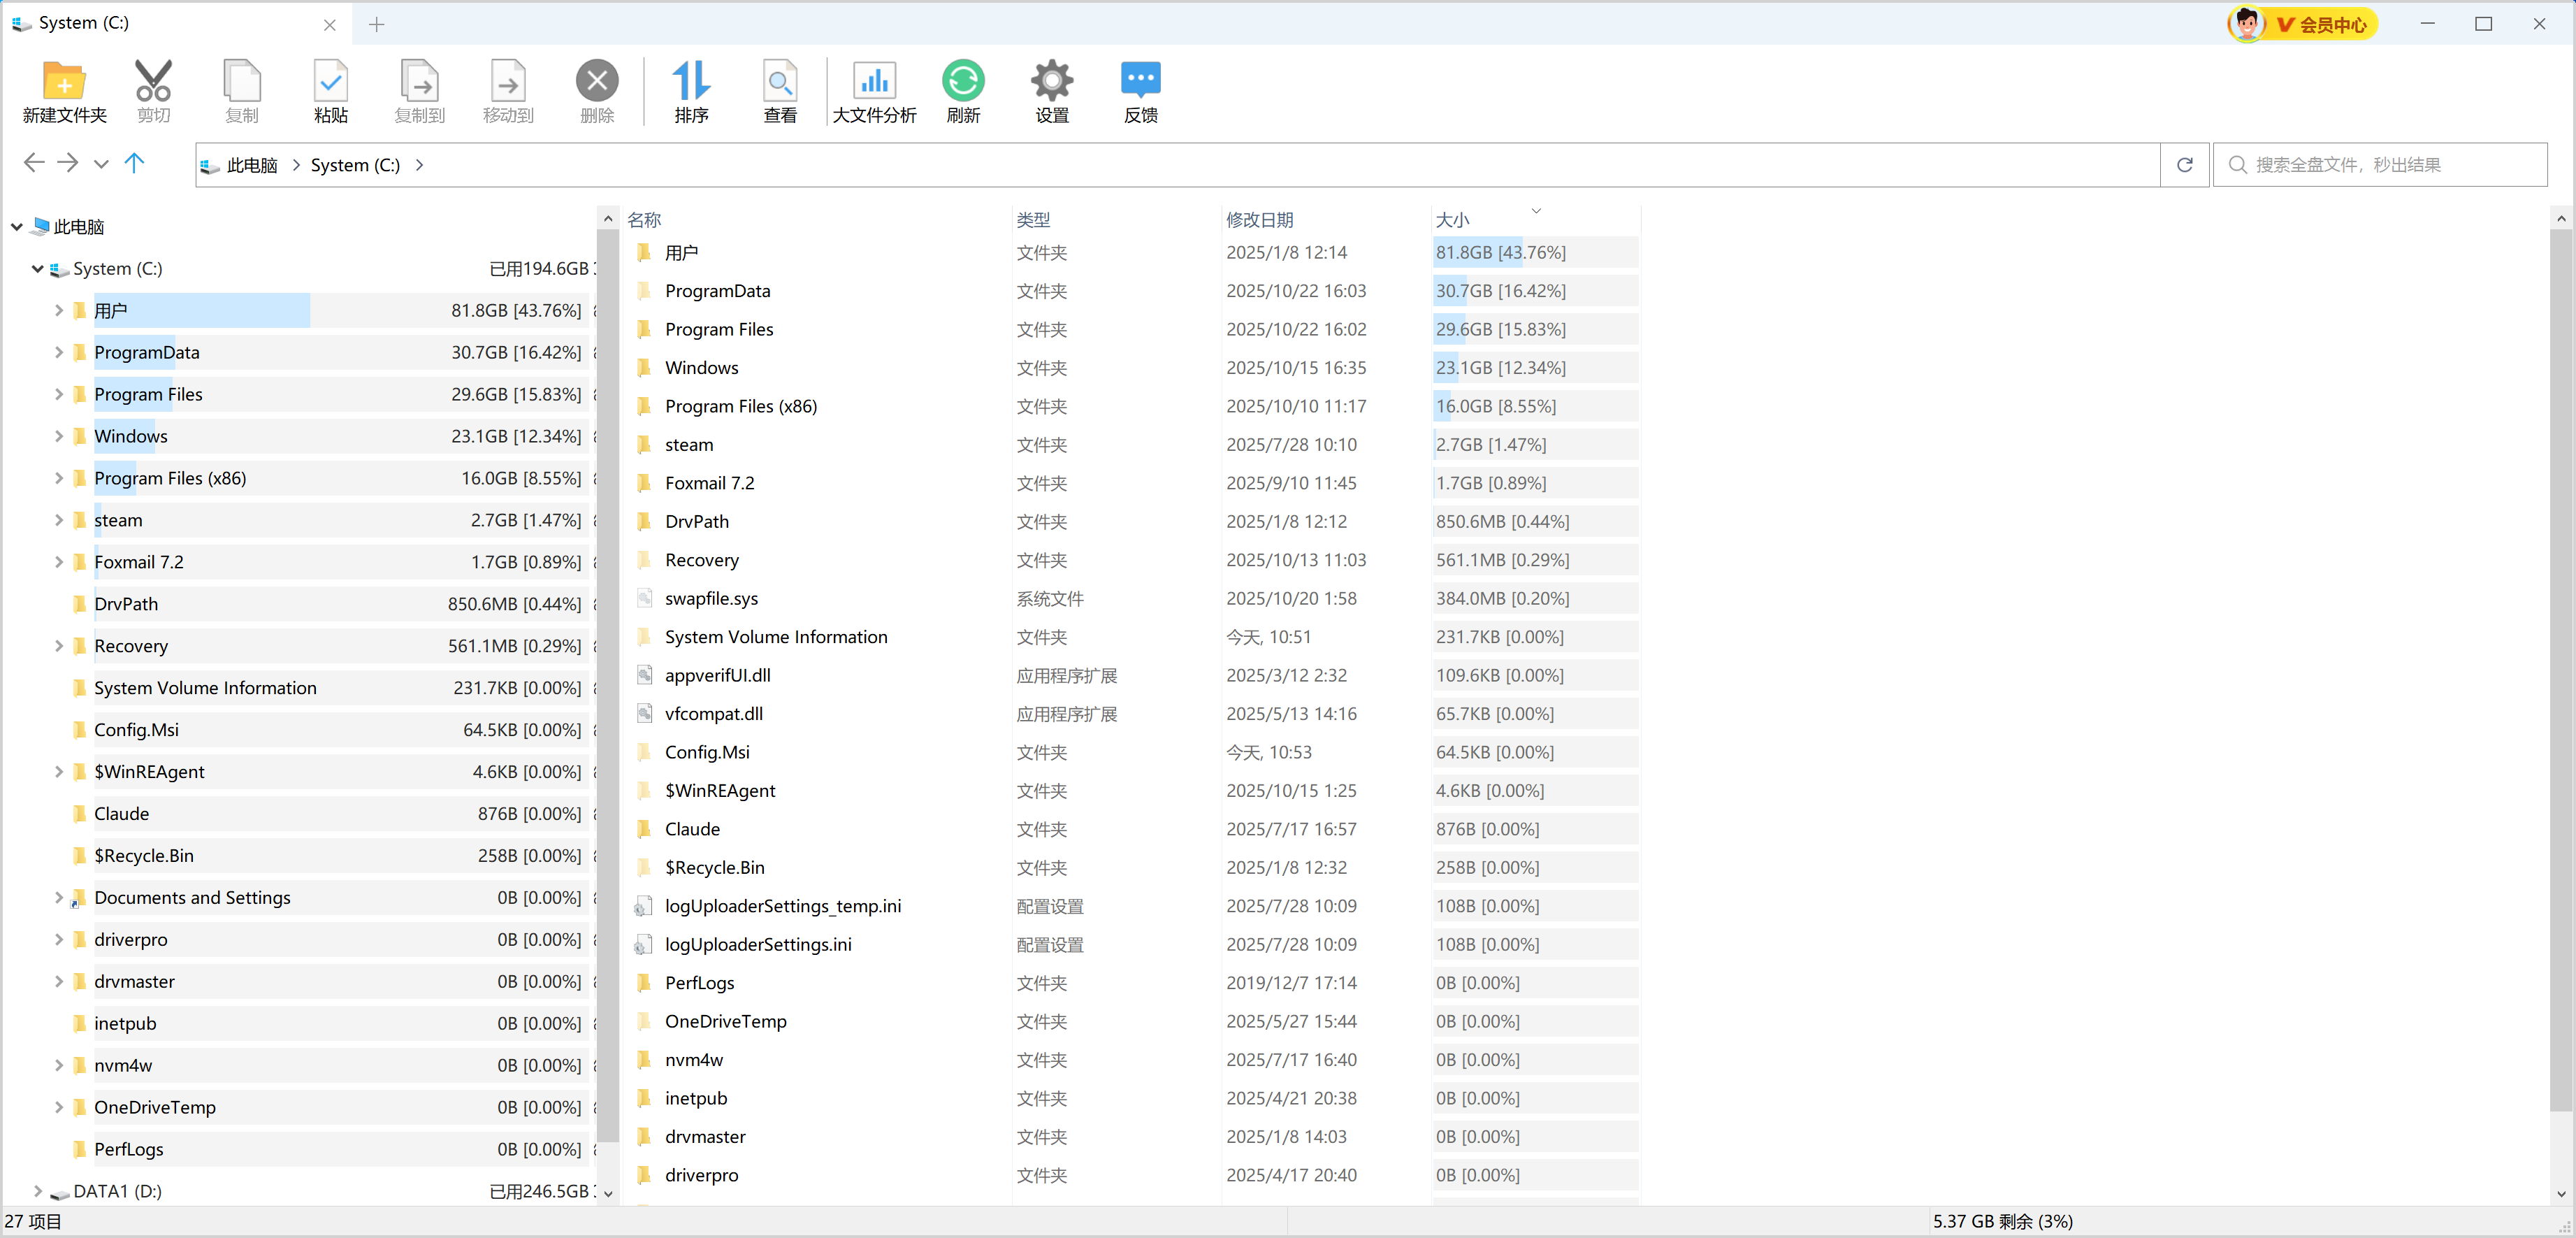 System (C:)
会员中心
新建文件夹 剪切 复制 粘贴 复制到 移动到 删除 排序 查看 大文件分析 刷新 设置 反馈
此电脑 > System (C:) >
搜索全盘文件，秒出结果
此电脑
System (C:) 已用194.6GB
用户 81.8GB [43.76%]
ProgramData 30.7GB [16.42%]
Program Files 29.6GB [15.83%]
Windows 23.1GB [12.34%]
Program Files (x86) 16.0GB [8.55%]
steam 2.7GB [1.47%]
Foxmail 7.2 1.7GB [0.89%]
DrvPath 850.6MB [0.44%]
Recovery 561.1MB [0.29%]
System Volume Information 231.7KB [0.00%]
Config.Msi 64.5KB [0.00%]
$WinREAgent 4.6KB [0.00%]
Claude 876B [0.00%]
$Recycle.Bin 258B [0.00%]
Documents and Settings 0B [0.00%]
driverpro 0B [0.00%]
drvmaster 0B [0.00%]
inetpub 0B [0.00%]
nvm4w 0B [0.00%]
OneDriveTemp 0B [0.00%]
PerfLogs 0B [0.00%]
DATA1 (D:) 已用246.5GB
名称 类型 修改日期 大小
用户 文件夹 2025/1/8 12:14 81.8GB [43.76%]
ProgramData 文件夹 2025/10/22 16:03 30.7GB [16.42%]
Program Files 文件夹 2025/10/22 16:02 29.6GB [15.83%]
Windows 文件夹 2025/10/15 16:35 23.1GB [12.34%]
Program Files (x86) 文件夹 2025/10/10 11:17 16.0GB [8.55%]
steam 文件夹 2025/7/28 10:10 2.7GB [1.47%]
Foxmail 7.2 文件夹 2025/9/10 11:45 1.7GB [0.89%]
DrvPath 文件夹 2025/1/8 12:12 850.6MB [0.44%]
Recovery 文件夹 2025/10/13 11:03 561.1MB [0.29%]
swapfile.sys 系统文件 2025/10/20 1:58 384.0MB [0.20%]
System Volume Information 文件夹 今天, 10:51 231.7KB [0.00%]
appverifUI.dll 应用程序扩展 2025/3/12 2:32 109.6KB [0.00%]
vfcompat.dll 应用程序扩展 2025/5/13 14:16 65.7KB [0.00%]
Config.Msi 文件夹 今天, 10:53 64.5KB [0.00%]
$WinREAgent 文件夹 2025/10/15 1:25 4.6KB [0.00%]
Claude 文件夹 2025/7/17 16:57 876B [0.00%]
$Recycle.Bin 文件夹 2025/1/8 12:32 258B [0.00%]
logUploaderSettings_temp.ini 配置设置 2025/7/28 10:09 108B [0.00%]
logUploaderSettings.ini 配置设置 2025/7/28 10:09 108B [0.00%]
PerfLogs 文件夹 2019/12/7 17:14 0B [0.00%]
OneDriveTemp 文件夹 2025/5/27 15:44 0B [0.00%]
nvm4w 文件夹 2025/7/17 16:40 0B [0.00%]
inetpub 文件夹 2025/4/21 20:38 0B [0.00%]
drvmaster 文件夹 2025/1/8 14:03 0B [0.00%]
driverpro 文件夹 2025/4/17 20:40 0B [0.00%]
27 项目
5.37 GB 剩余 (3%)